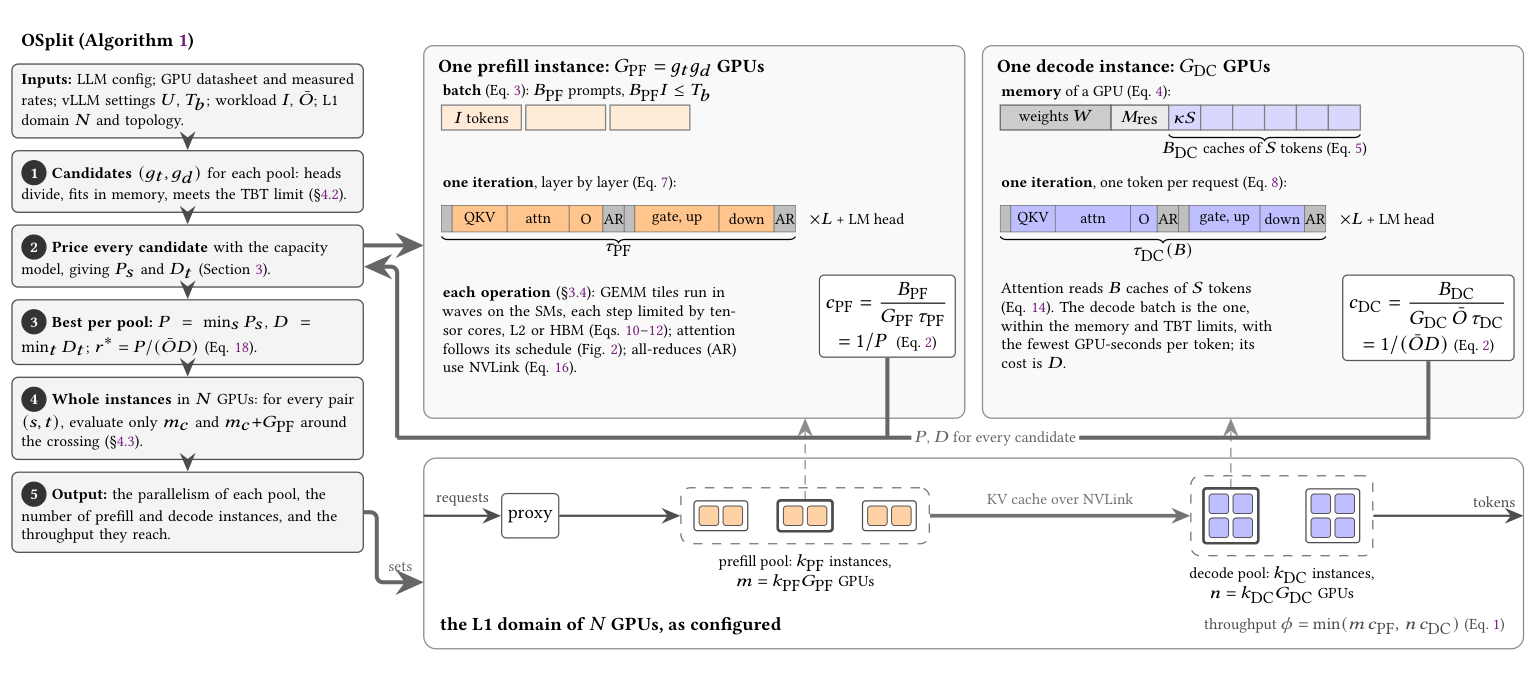 OSplit (Algorithm 1)
Inputs: LLM config; GPU datasheet and measured
rates; vLLM settings U, T_b; workload I, Ō; L1
domain N and topology.
1 Candidates (g_t, g_d) for each pool: heads
divide, fits in memory, meets the TBT limit (§4.2).
2 Price every candidate with the capacity
model, giving P_s and D_t (Section 3).
3 Best per pool: P = min_s P_s, D =
min_t D_t; r* = P/(ŌD) (Eq. 18).
4 Whole instances in N GPUs: for every pair
(s, t), evaluate only m_c and m_c+G_PF around
the crossing (§4.3).
5 Output: the parallelism of each pool, the
number of prefill and decode instances, and the
throughput they reach.
sets
One prefill instance: G_PF = g_t g_d GPUs
batch (Eq. 3): B_PF prompts, B_PF I ≤ T_b
I tokens
one iteration, layer by layer (Eq. 7):
QKV attn O AR gate, up down AR ×L + LM head
τ_PF
each operation (§3.4): GEMM tiles run in
waves on the SMs, each step limited by ten-
sor cores, L2 or HBM (Eqs. 10–12); attention
follows its schedule (Fig. 2); all-reduces (AR)
use NVLink (Eq. 16).
c_PF = B_PF / G_PF τ_PF
= 1/P (Eq. 2)
One decode instance: G_DC GPUs
memory of a GPU (Eq. 4):
weights W M_res κS
B_DC caches of S tokens (Eq. 5)
one iteration, one token per request (Eq. 8):
QKV attn O AR gate, up down AR ×L + LM head
τ_DC(B)
Attention reads B caches of S tokens
(Eq. 14). The decode batch is the one,
within the memory and TBT limits, with
the fewest GPU-seconds per token; its
cost is D.
c_DC = B_DC / G_DC Ō τ_DC
= 1/(ŌD) (Eq. 2)
P, D for every candidate
requests
proxy
KV cache over NVLink
tokens
prefill pool: k_PF instances,
m = k_PF G_PF GPUs
decode pool: k_DC instances,
n = k_DC G_DC GPUs
the L1 domain of N GPUs, as configured
throughput ϕ = min(m c_PF, n c_DC) (Eq. 1)